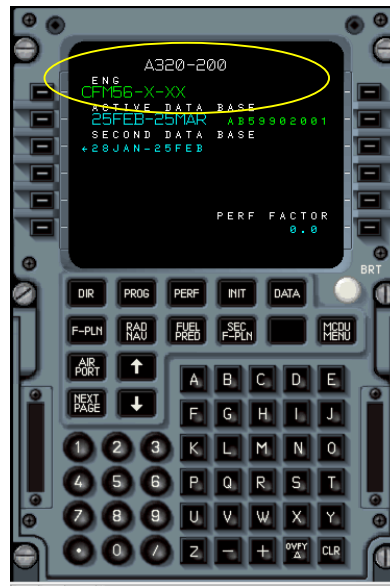 A320-200
ENG
CFM56-X-XX
ACTIVE DATA BASE
25FEB-25MAR AB59902001
SECOND DATA BASE
←28JAN-25FEB
PERF FACTOR
0.0
BRT
DIR PROG PERF INIT DATA
F-PLN RAD NAV FUEL PRED SEC F-PLN MCDU MENU
AIR PORT ↑
NEXT PAGE ↓
A B C D E
F G H I J
1 2 3 K L M N O
4 5 6 P Q R S T
7 8 9 U V W X Y
. 0 / Z - + OVFY Δ CLR